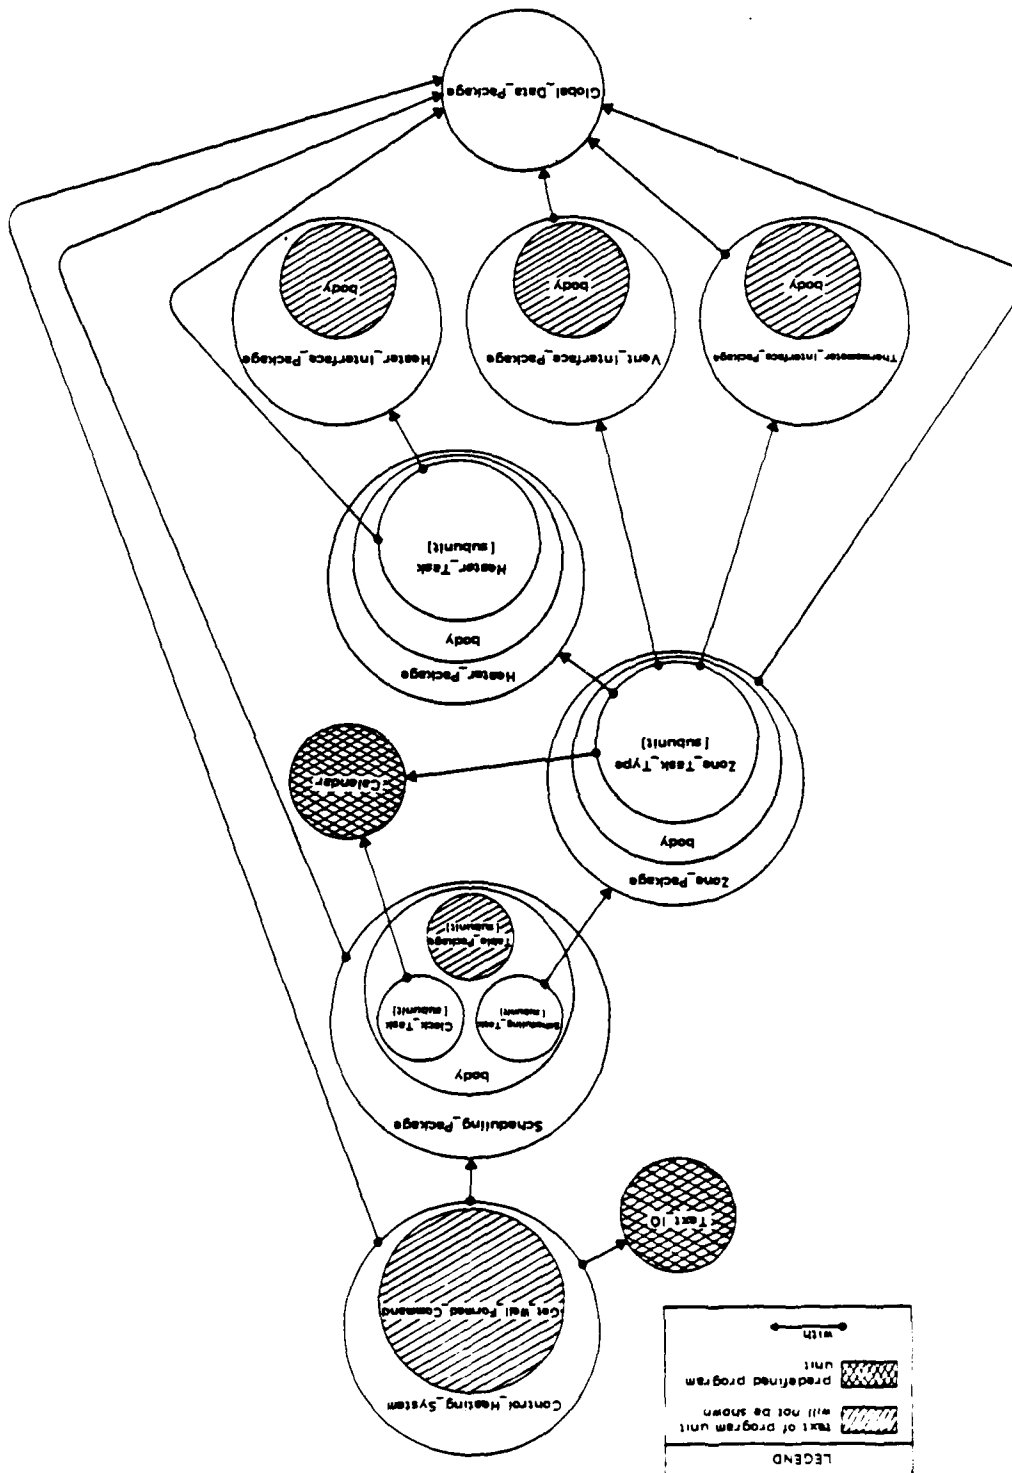 LEGEND
text of program unit
will not be shown
predefined program
unit
with
Control_Heating_System
Get_Well_Formed_Command
Text_IO
Scheduling_Package
body
Scheduling_Task
[subunit]
Clock_Task
[subunit]
Table_Package
[subunit]
Zone_Package
body
Zone_Task_Type
[subunit]
Calendar
Heater_Package
body
Heater_Task
[subunit]
Thermometer_Interface_Package
body
Vent_Interface_Package
body
Heater_Interface_Package
body
Global_Data_Package